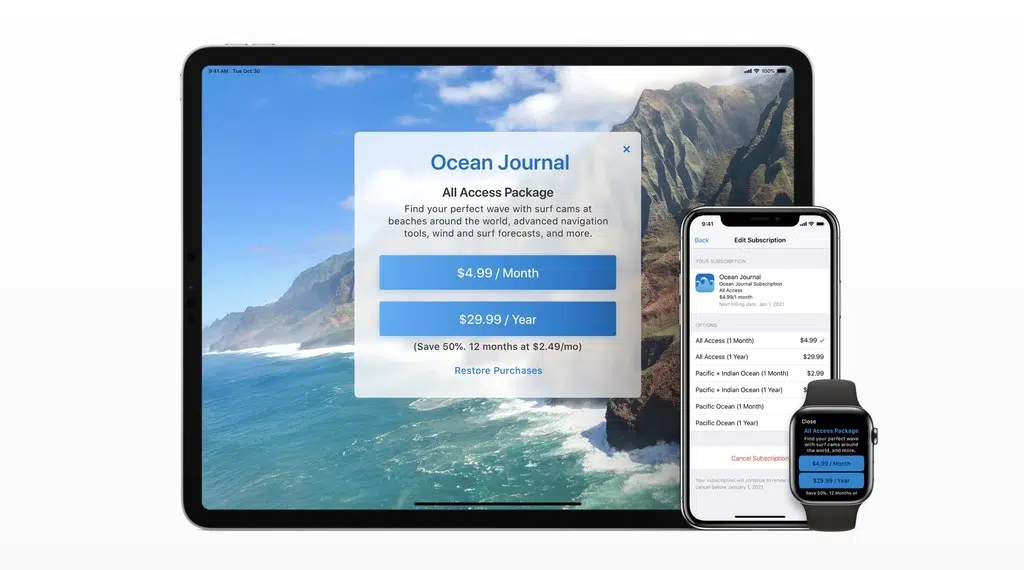 9:41 AM Tue Oct 30
100%
Ocean Journal
All Access Package
Find your perfect wave with surf cams at
beaches around the world, advanced navigation
tools, wind and surf forecasts, and more.
$4.99 / Month
$29.99 / Year
(Save 50%. 12 months at $2.49/mo)
Restore Purchases
9:41
Back Edit Subscription
YOUR SUBSCRIPTION
Ocean Journal
Ocean Journal Subscription
All Access
$4.99/1 month
Next billing date: Jan 1, 2021
OPTIONS
All Access (1 Month) $4.99 ✓
All Access (1 Year) $29.99
Pacific + Indian Ocean (1 Month) $2.99
Pacific + Indian Ocean (1 Year)
Pacific Ocean (1 Month)
Pacific Ocean (1 Year)
Cancel Subscription
Your subscription will continue to renew
cancel before January 1, 2021.
Close
All Access Package
Find your perfect wave
with surf cams around
the world, and more.
$4.99 / Month
$29.99 / Year
Save 50%. 12 Months at